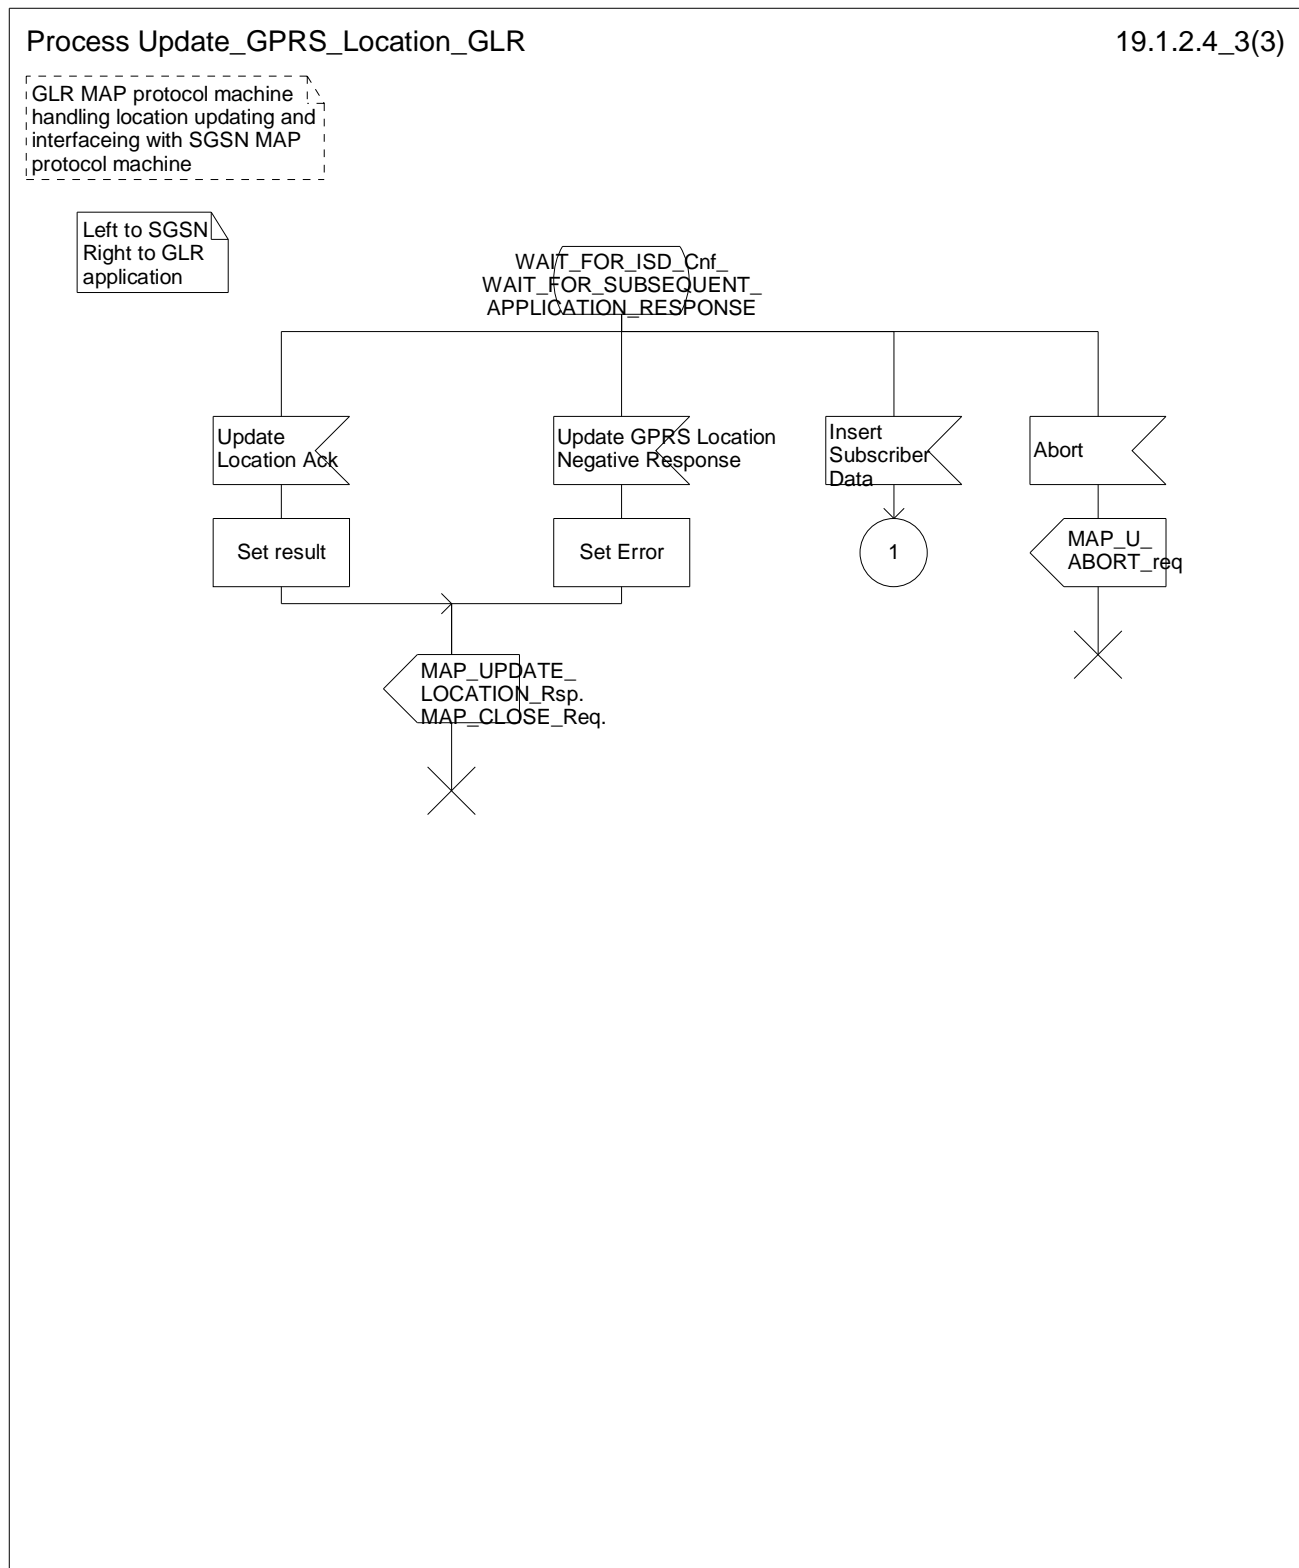 Process Update_GPRS_Location_GLR
19.1.2.4_3(3)
GLR MAP protocol machine
handling location updating and
interfaceing with SGSN MAP
protocol machine
Left to SGSN
Right to GLR
application
WAIT_FOR_ISD_Cnf_
WAIT_FOR_SUBSEQUENT_
APPLICATION_RESPONSE
Update
Location Ack
Update GPRS Location
Negative Response
Insert
Subscriber
Data
Abort
Set result
Set Error
1
MAP_U_
ABORT_req
MAP_UPDATE_
LOCATION_Rsp.
MAP_CLOSE_Req.